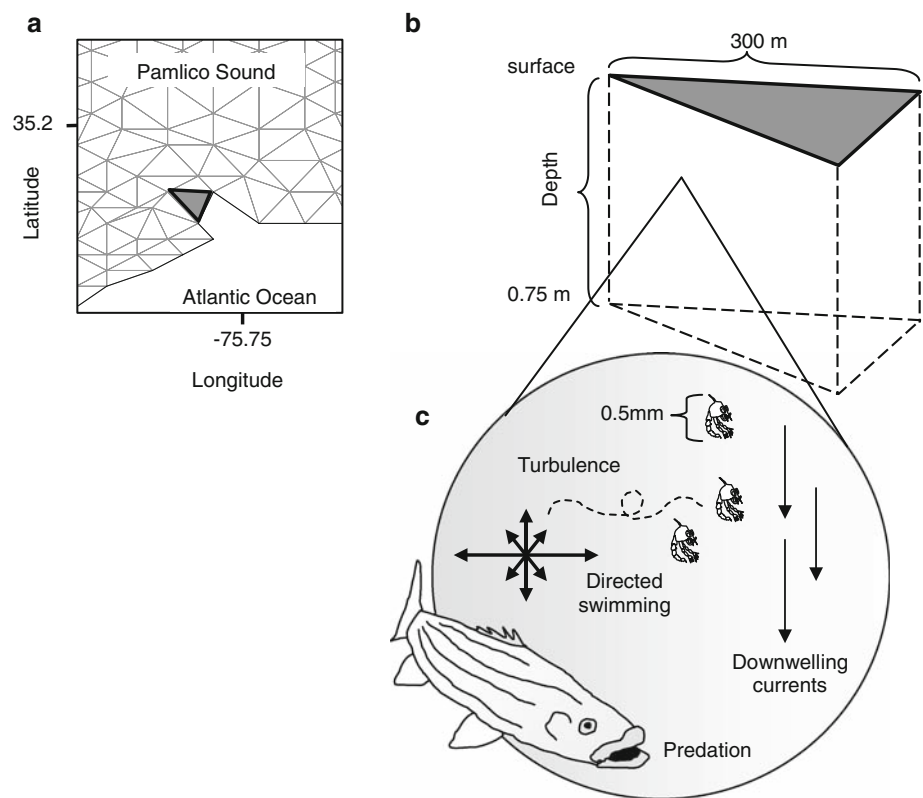 a
Pamlico Sound
35.2
Latitude
Atlantic Ocean
-75.75
Longitude
b
300 m
surface
Depth
0.75 m
c
0.5mm
Turbulence
Directed
swimming
Downwelling
currents
Predation